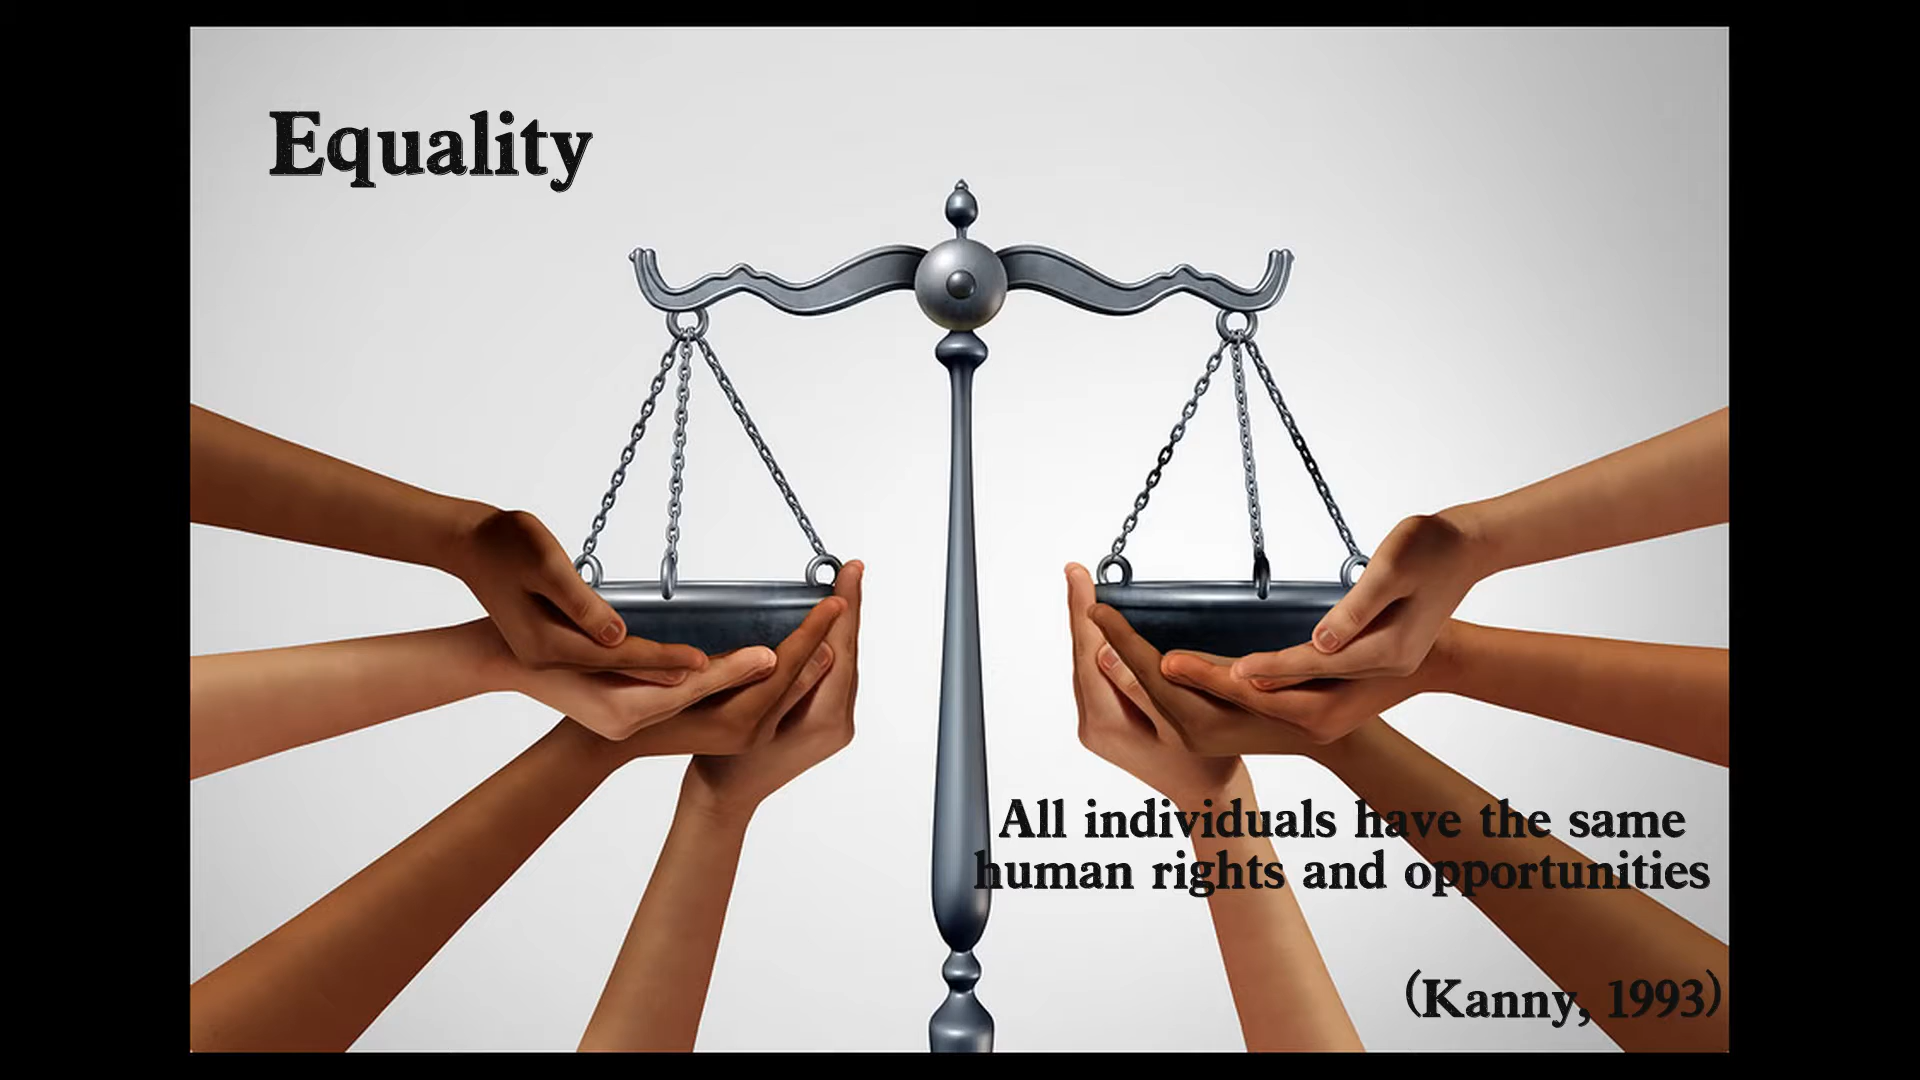 Equality
All individuals have the same
human rights and opportunities
(Kanny, 1993)